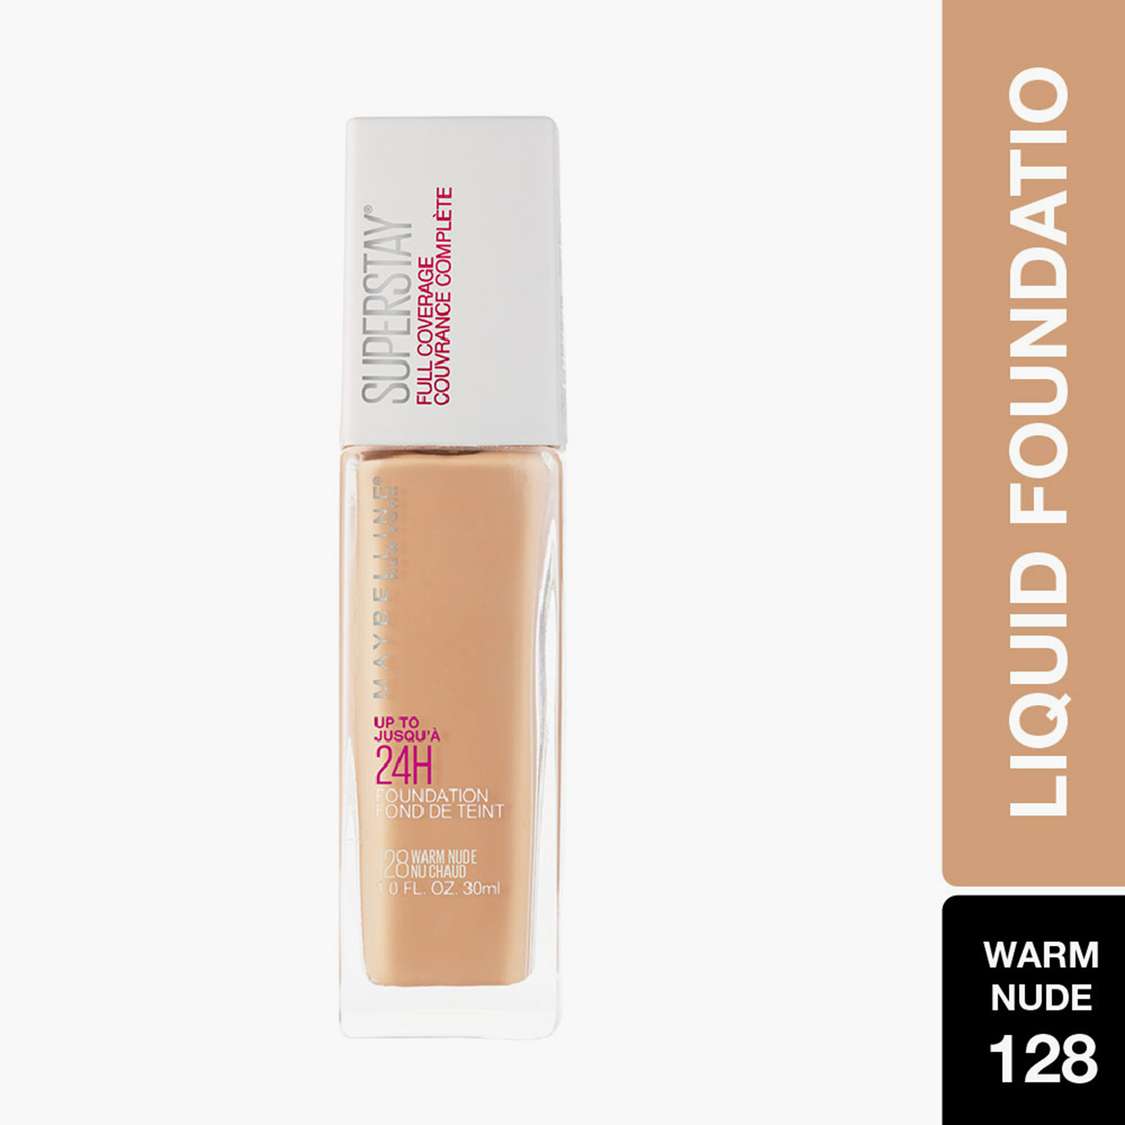 SUPERSTAY®
FULL COVERAGE
COUVRANCE COMPLÈTE
MAYBELLINE®
UP TO
JUSQU'À
24H
FOUNDATION
FOND DE TEINT
128 WARM NUDE
NU CHAUD
1.0 FL. OZ. 30ml
LIQUID FOUNDATIO
WARM
NUDE
128